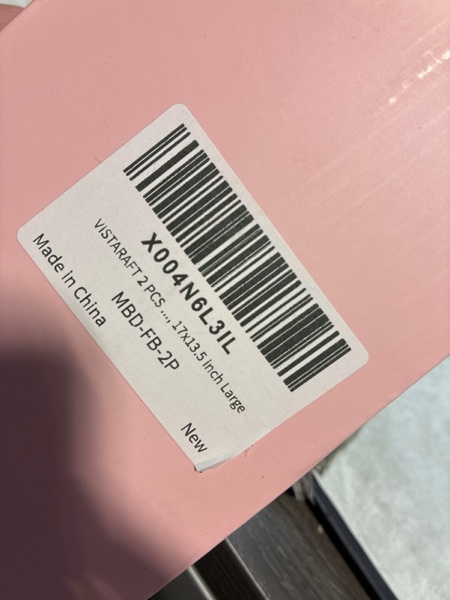 X004N6L3IL
VISTARAFT 2 PCS ..., 17x13.5 Inch Large
MBD-FB-2P
New
Made in China